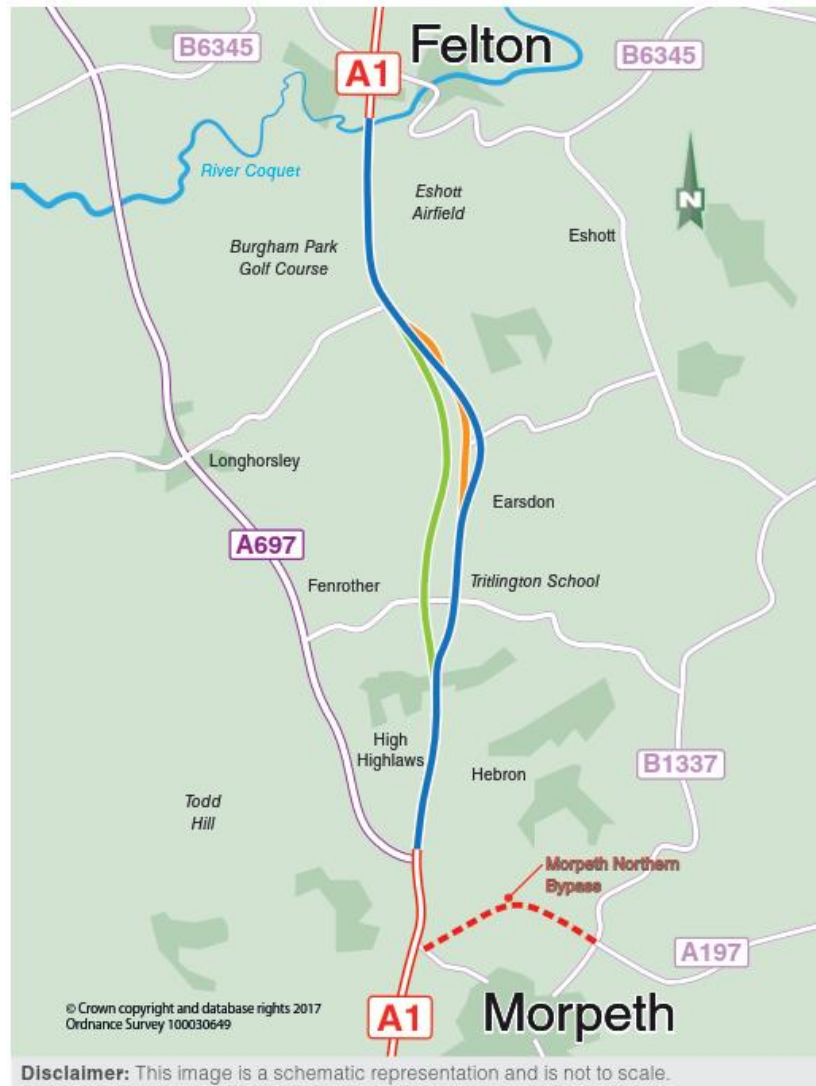 Felton
B6345
A1
B6345
River Coquet
Eshott
Airfield
N
Eshott
Burgham Park
Golf Course
Longhorsley
Earsdon
A697
Fenrother
Tritlington School
High
Highlaws
Hebron
B1337
Todd
Hill
Morpeth Northern
Bypass
A197
© Crown copyright and database rights 2017
Ordnance Survey 100030649
A1
Morpeth
Disclaimer: This image is a schematic representation and is not to scale.